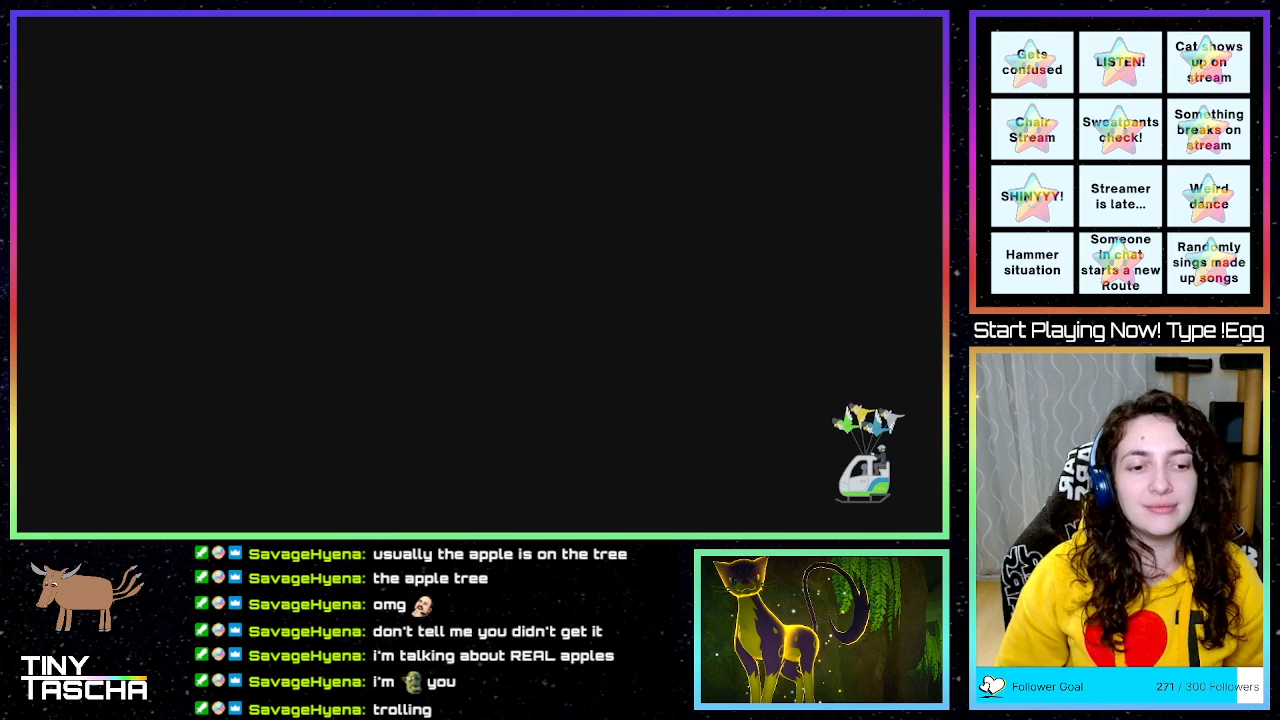 Gets
confused
LISTEN!
Cat shows
up on
stream
Chair
Stream
Sweatpants
check!
Something
breaks on
stream
SHINYYY!
Streamer
is late...
Weird
dance
Hammer
situation
Someone
in chat
starts a new
Route
Randomly
sings made
up songs
Start Playing Now! Type !Egg
SavageHyena: usually the apple is on the tree
SavageHyena: the apple tree
SavageHyena: omg
SavageHyena: don't tell me you didn't get it
SavageHyena: i'm talking about REAL apples
SavageHyena: i'm you
SavageHyena: trolling
TINY
TASCHA
Follower Goal 271 / 300 Followers